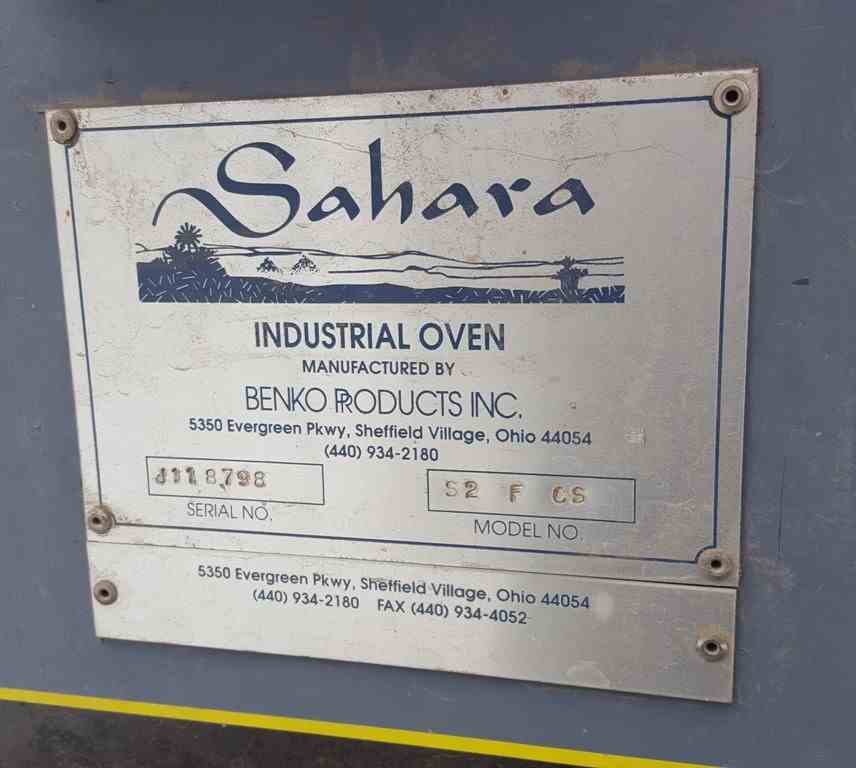 Sahara
INDUSTRIAL OVEN
MANUFACTURED BY
BENKO PRODUCTS INC.
5350 Evergreen Pkwy, Sheffield Village, Ohio 44054
(440) 934-2180
J118798
SERIAL NO.
S2 F CS
MODEL NO.
5350 Evergreen Pkwy, Sheffield Village, Ohio 44054
(440) 934-2180 FAX (440) 934-4052